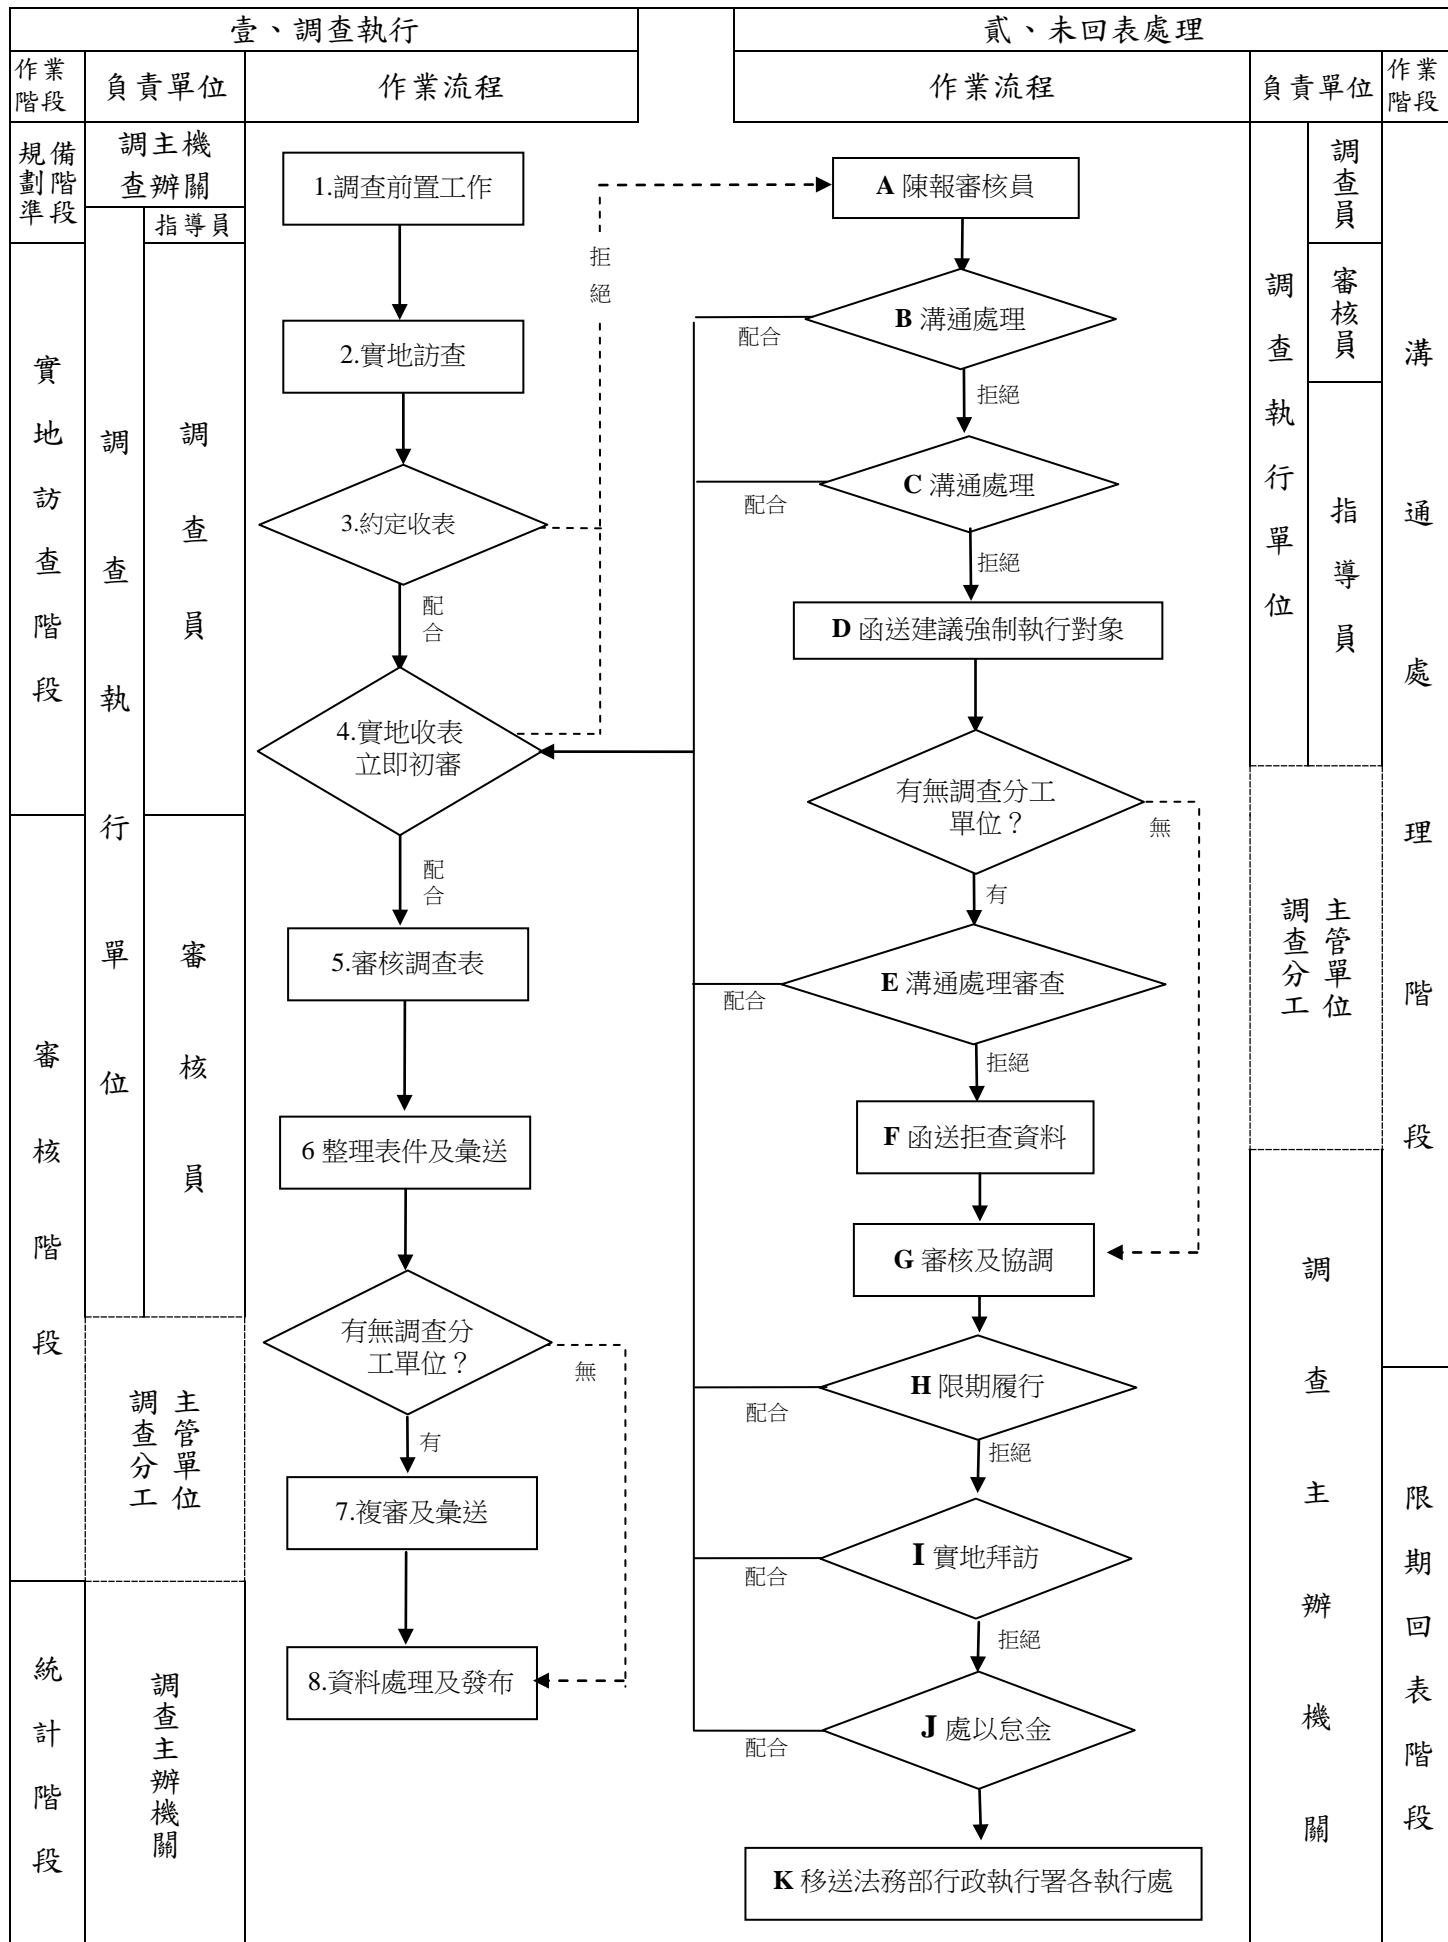 壹、調查執行
作業階段
負責單位
作業流程
規劃準備階段
調查主辦機關
指導員
實地訪查階段
調查執行單位
調查員
審核階段
審核員
調查分工主管單位
統計階段
調查主辦機關
1.調查前置工作
2.實地訪查
3.約定收表
拒絕
配合
4.實地收表
立即初審
配合
5.審核調查表
6 整理表件及彙送
有無調查分
工單位？
無
有
7.複審及彙送
8.資料處理及發布
貳、未回表處理
作業流程
負責單位
作業階段
A 陳報審核員
B 溝通處理
配合
拒絕
C 溝通處理
配合
拒絕
D 函送建議強制執行對象
有無調查分工
單位？
無
有
E 溝通處理審查
配合
拒絕
F 函送拒查資料
G 審核及協調
H 限期履行
配合
拒絕
I 實地拜訪
配合
拒絕
J 處以怠金
配合
K 移送法務部行政執行署各執行處
調查執行單位
調查員
審核員
指導員
調查分工主管單位
調查主辦機關
溝通處理階段
限期回表階段